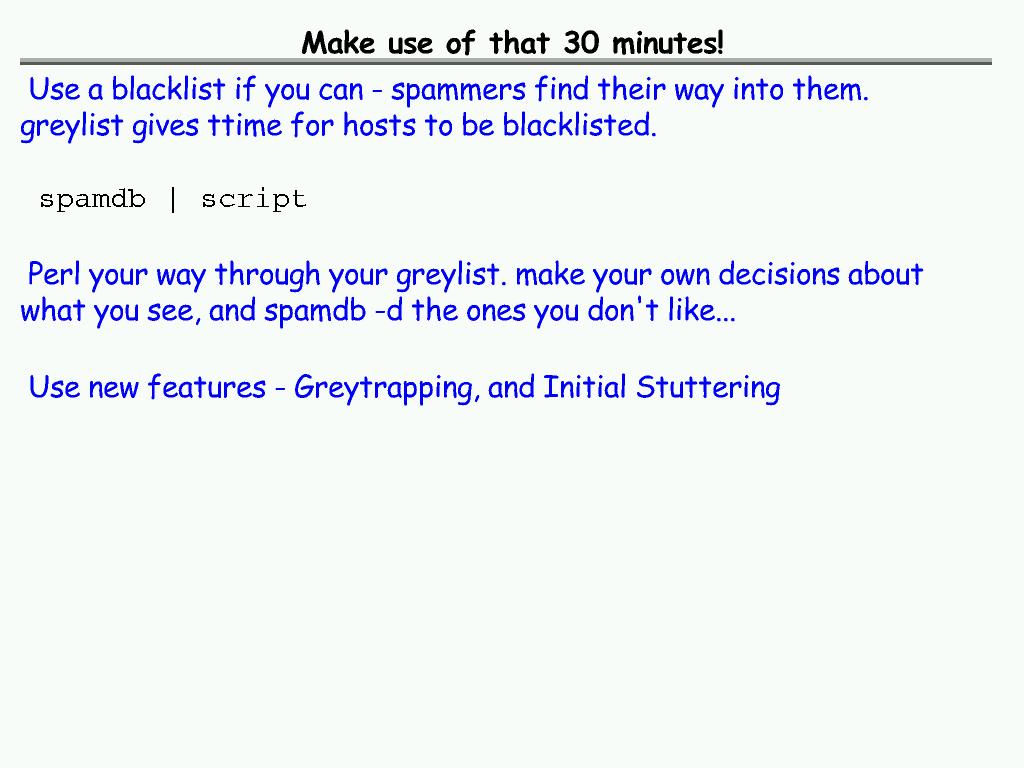 Make use of that 30 minutes!
Use a blacklist if you can - spammers find their way into them.
greylist gives ttime for hosts to be blacklisted.
spamdb | script
Perl your way through your greylist. make your own decisions about
what you see, and spamdb -d the ones you don't like...
Use new features - Greytrapping, and Initial Stuttering